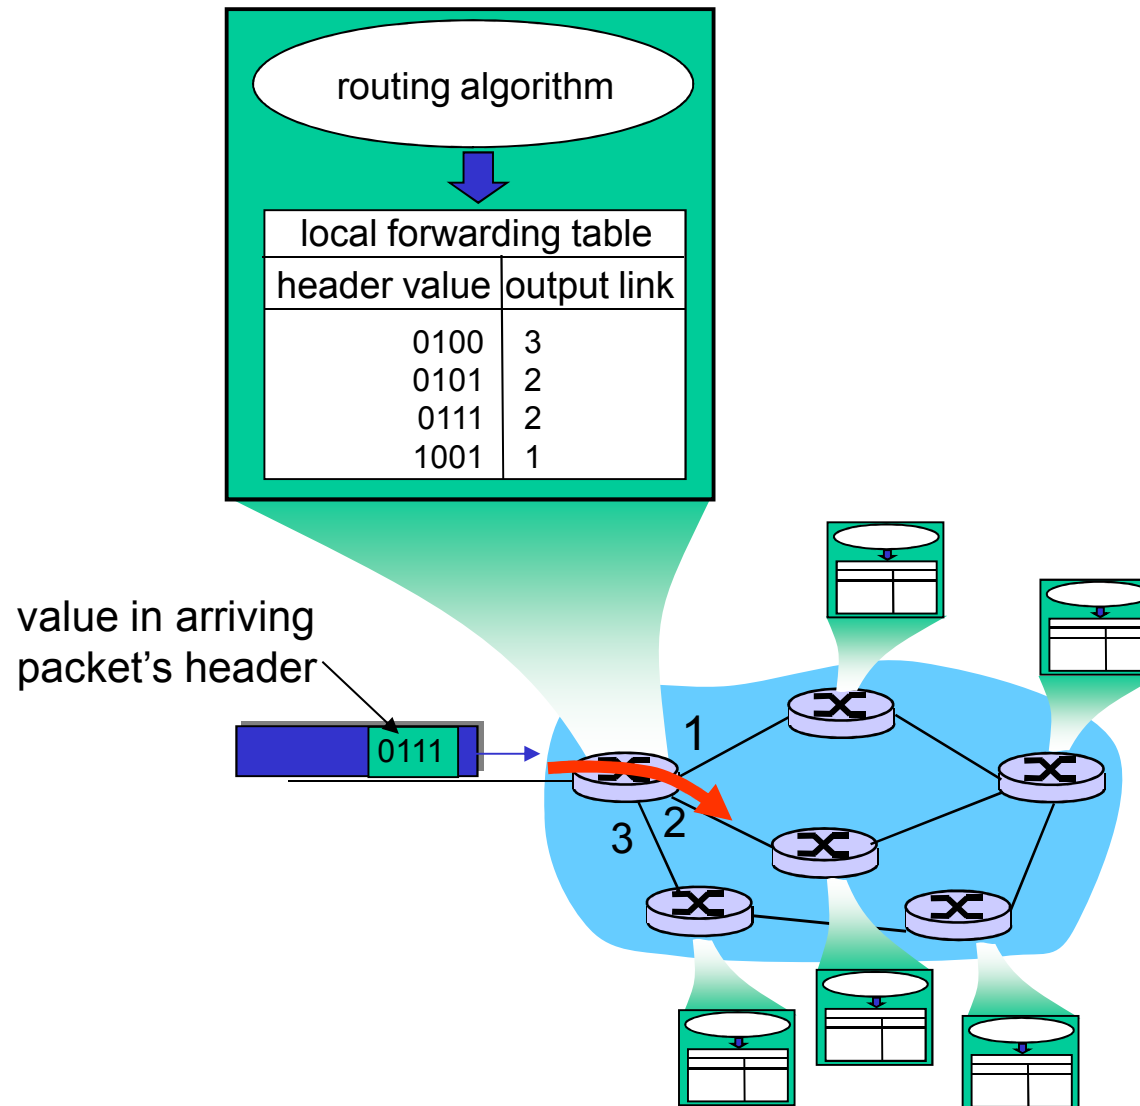 routing algorithm
local forwarding table
header value output link
0100 3
0101 2
0111 2
1001 1
value in arriving
packet's header
0111
1
2
3